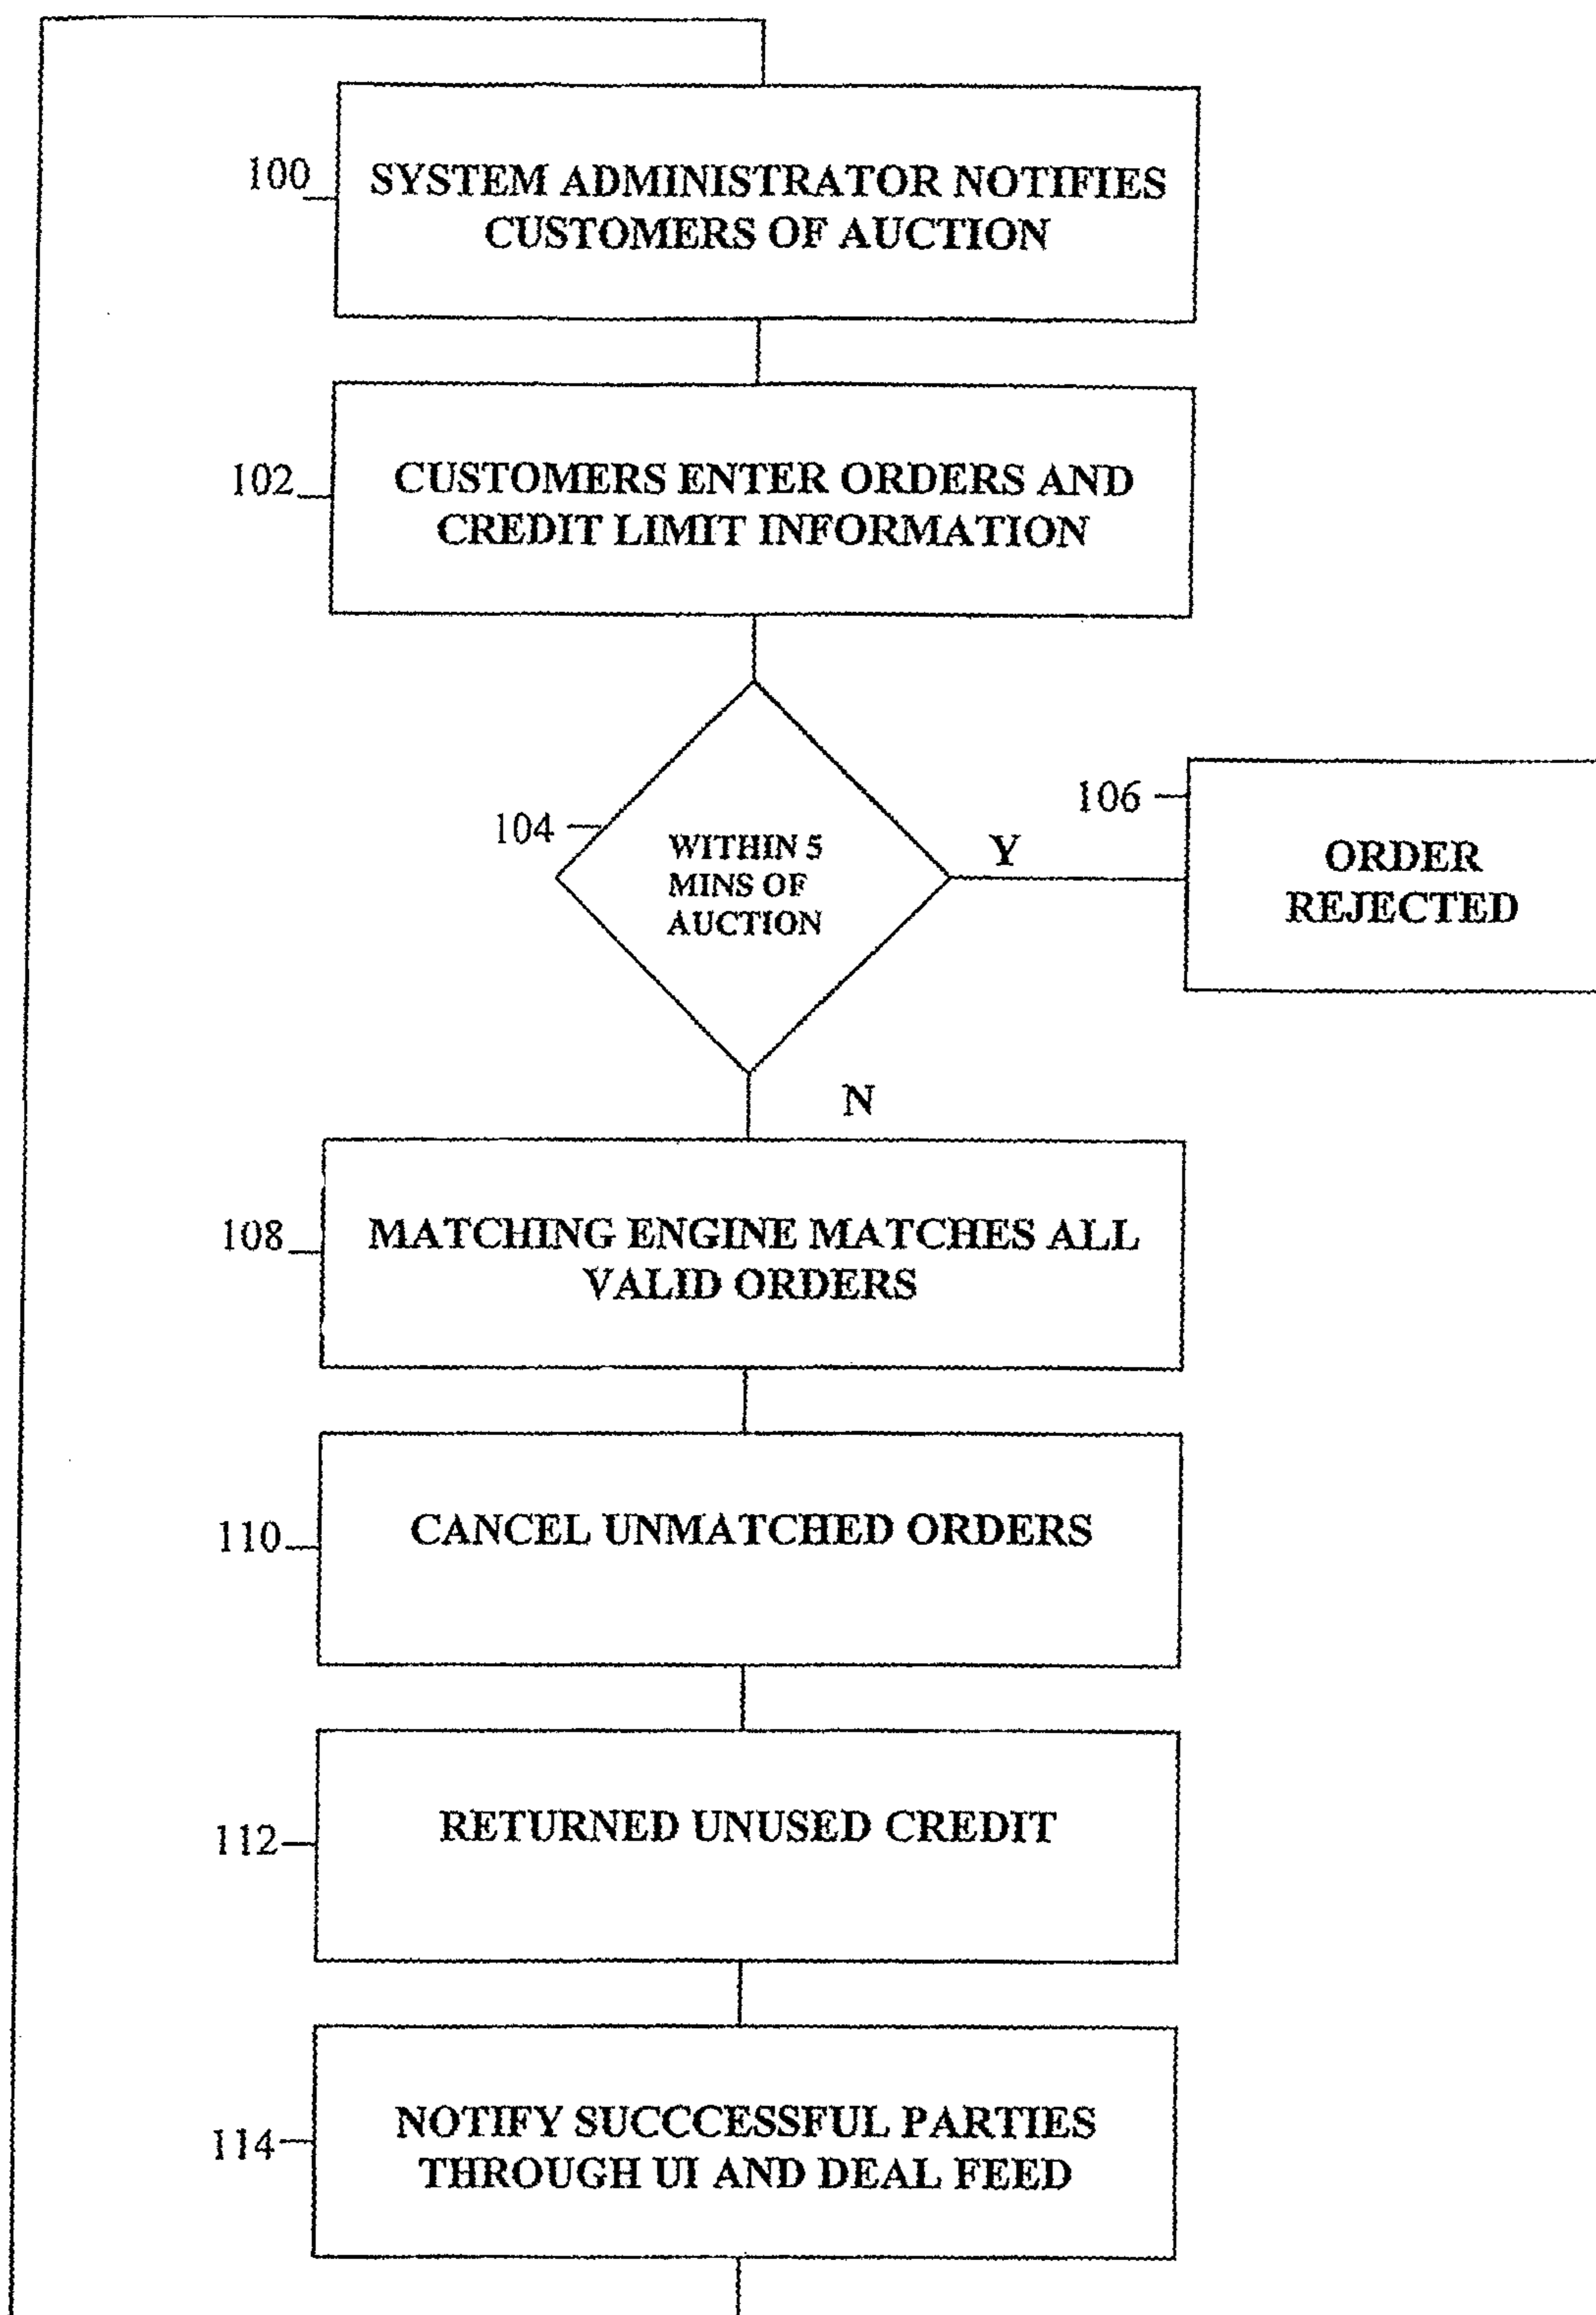 100
SYSTEM ADMINISTRATOR NOTIFIES
CUSTOMERS OF AUCTION
102
CUSTOMERS ENTER ORDERS AND
CREDIT LIMIT INFORMATION
104
WITHIN 5
MINS OF
AUCTION
Y
106
ORDER
REJECTED
N
108
MATCHING ENGINE MATCHES ALL
VALID ORDERS
110
CANCEL UNMATCHED ORDERS
112
RETURNED UNUSED CREDIT
114
NOTIFY SUCCCESSFUL PARTIES
THROUGH UI AND DEAL FEED